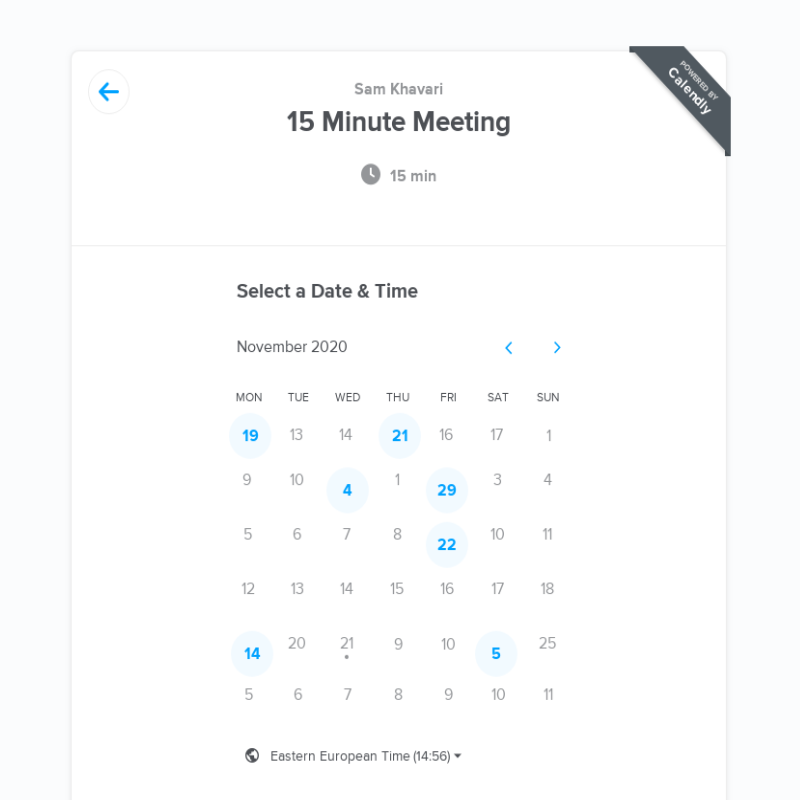 POWERED BY
Calendly
Sam Khavari
15 Minute Meeting
15 min
Select a Date & Time
November 2020
MON TUE WED THU FRI SAT SUN
19 13 14 21 16 17 1
9 10 4 1 29 3 4
5 6 7 8 22 10 11
12 13 14 15 16 17 18
14 20 21 9 10 5 25
5 6 7 8 9 10 11
Eastern European Time (14:56)